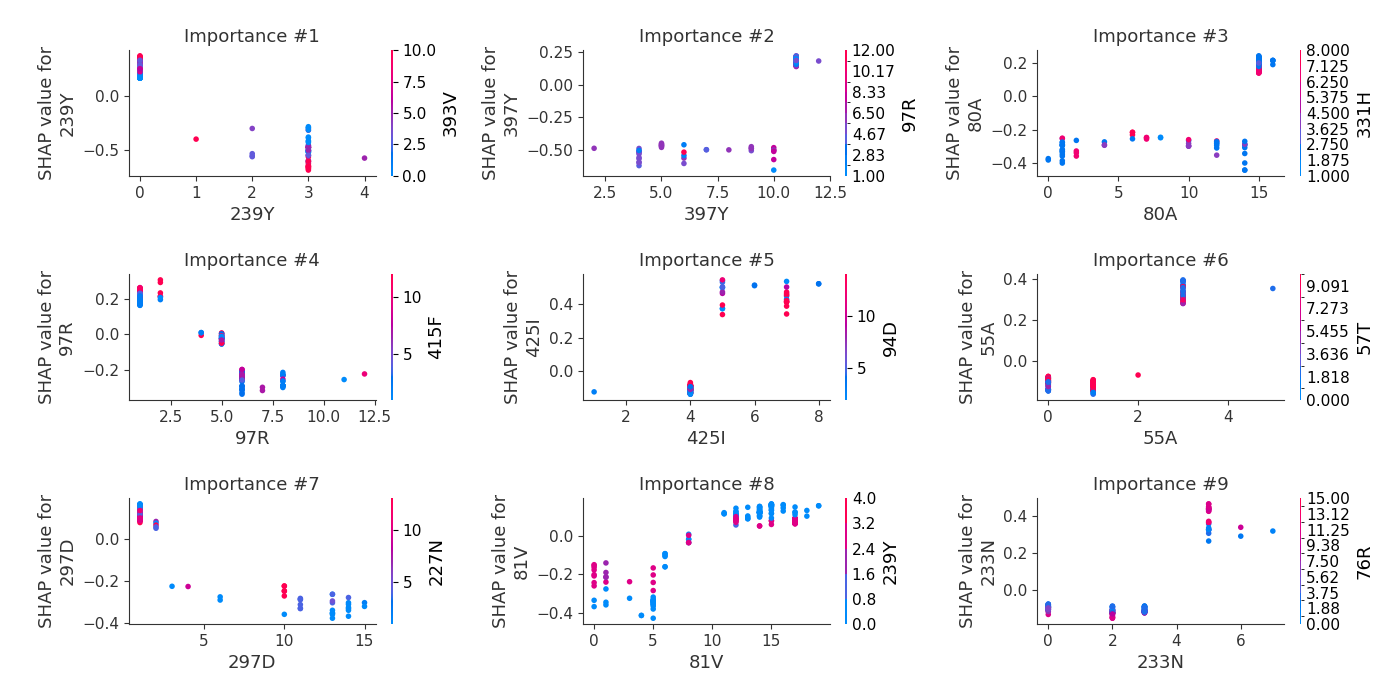 Importance #1
SHAP value for
239Y
0.0
−0.5
0
1
2
3
4
239Y
10.0
7.5
5.0
2.5
0.0
393V
Importance #2
SHAP value for
397Y
0.25
0.00
−0.25
−0.50
2.5
5.0
7.5
10.0
12.5
397Y
12.00
10.17
8.33
6.50
4.67
2.83
1.00
97R
Importance #3
SHAP value for
80A
0.2
0.0
−0.2
−0.4
0
5
10
15
80A
8.000
7.125
6.250
5.375
4.500
3.625
2.750
1.875
1.000
331H
Importance #4
SHAP value for
97R
0.2
0.0
−0.2
2.5
5.0
7.5
10.0
12.5
97R
10
5
415F
Importance #5
SHAP value for
425I
0.4
0.2
0.0
2
4
6
8
425I
10
5
94D
Importance #6
SHAP value for
55A
0.4
0.2
0.0
0
2
4
55A
9.091
7.273
5.455
3.636
1.818
0.000
57T
Importance #7
SHAP value for
297D
0.0
−0.2
−0.4
5
10
15
297D
10
5
227N
Importance #8
SHAP value for
81V
0.0
−0.2
−0.4
0
5
10
15
81V
4.0
3.2
2.4
1.6
0.8
0.0
239Y
Importance #9
SHAP value for
233N
0.4
0.2
0.0
0
2
4
6
233N
15.00
13.12
11.25
9.38
7.50
5.62
3.75
1.88
0.00
76R